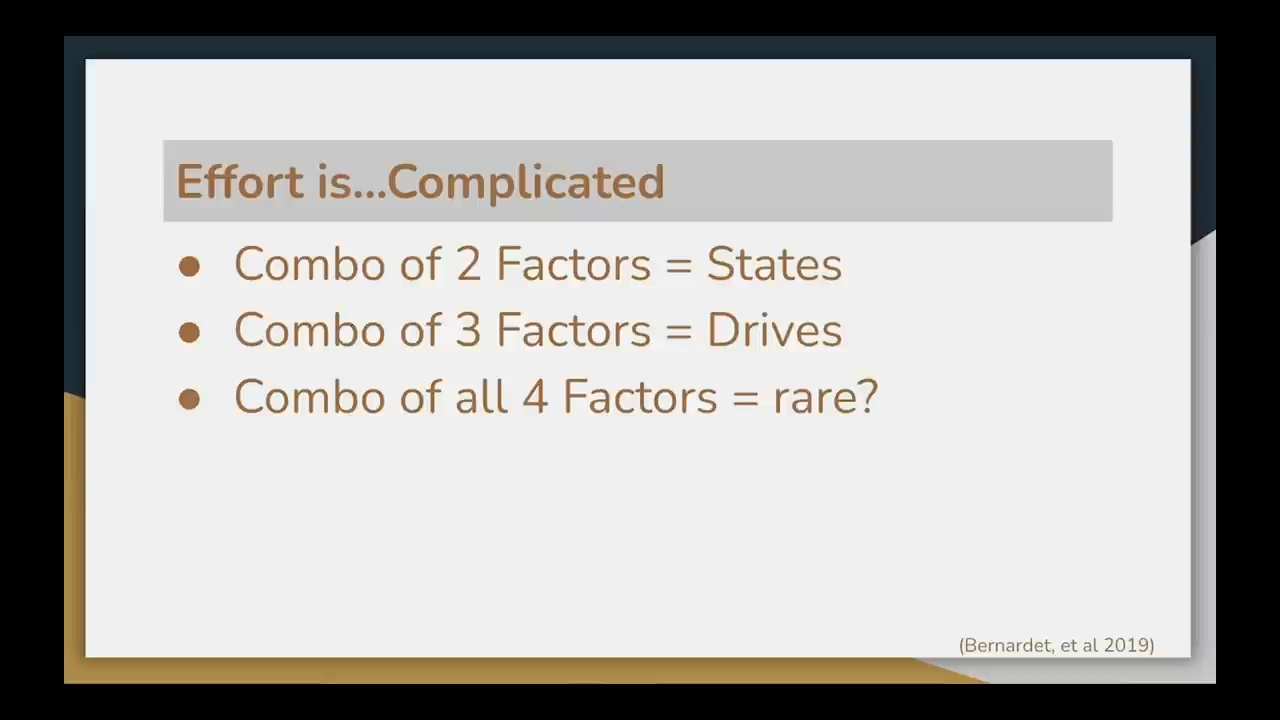 Effort is...Complicated
● Combo of 2 Factors = States
● Combo of 3 Factors = Drives
● Combo of all 4 Factors = rare?
(Bernardet, et al 2019)